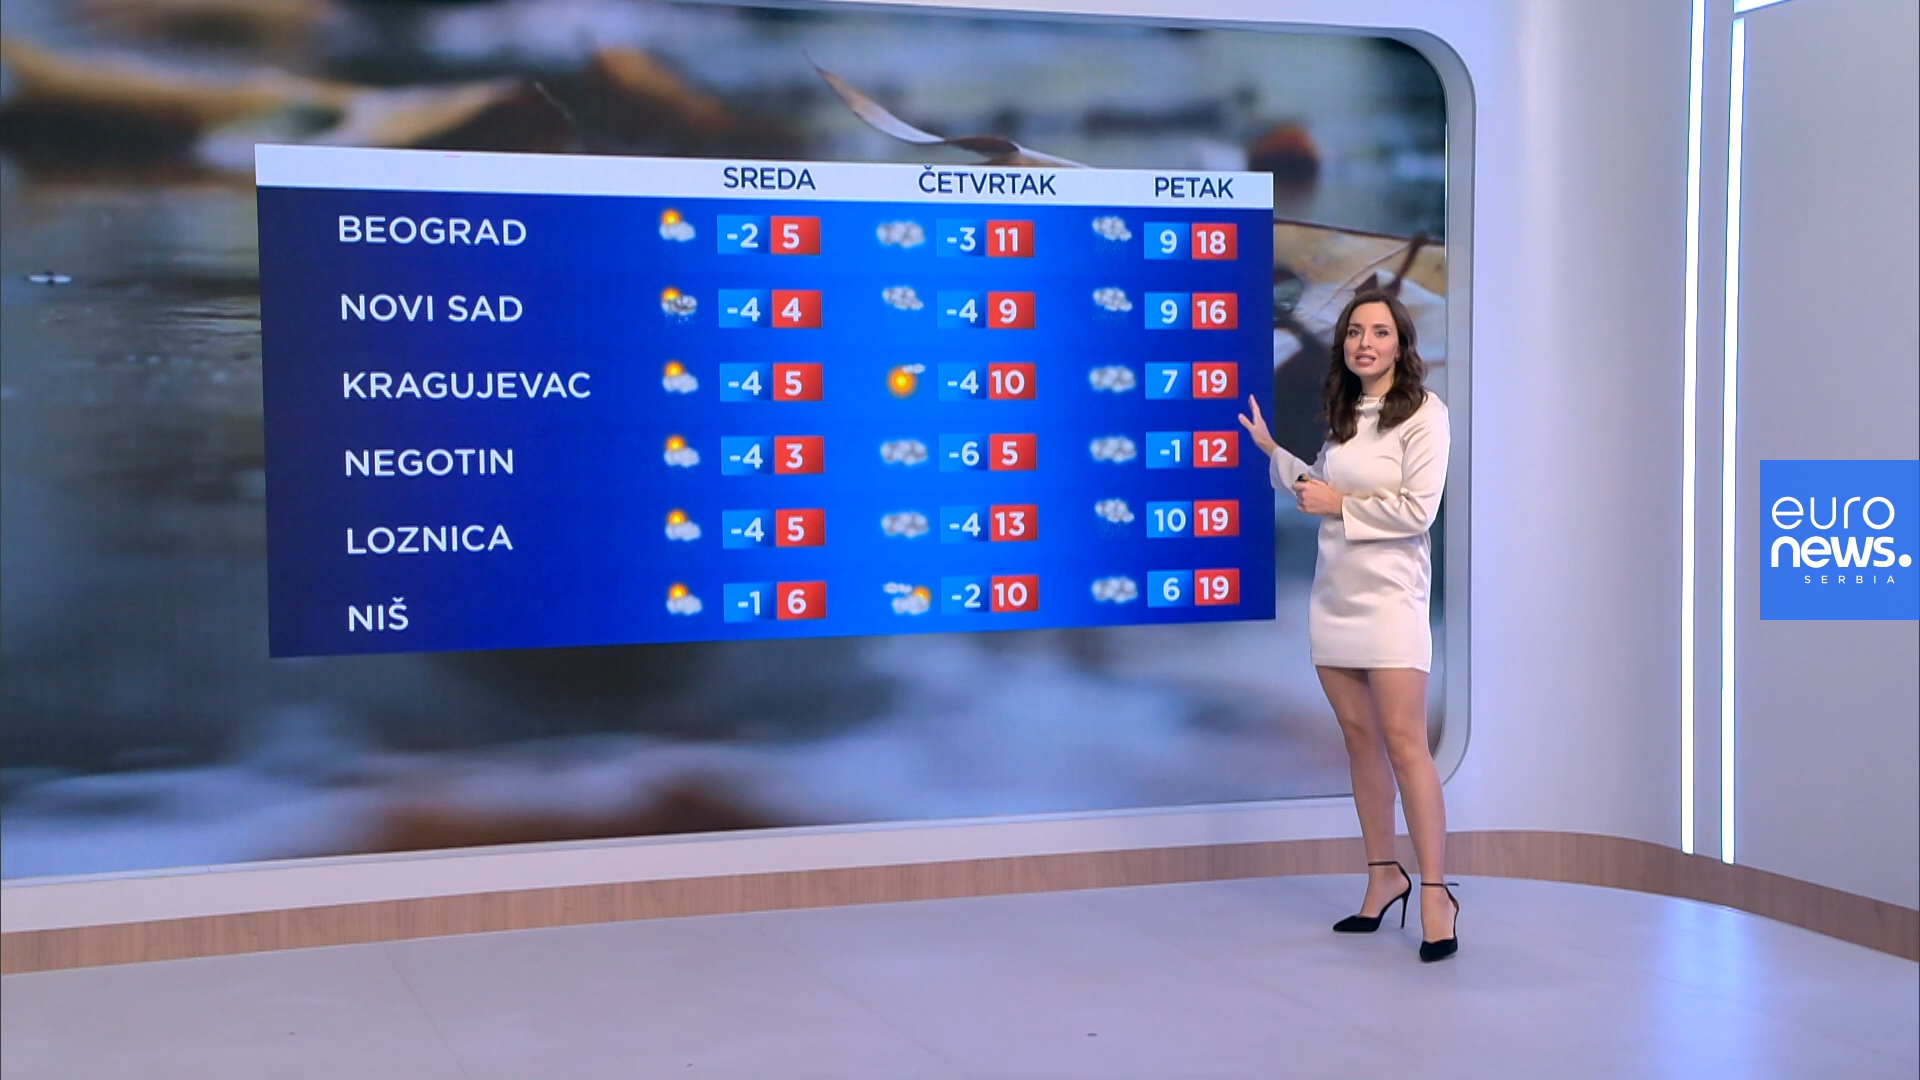 SREDA ČETVRTAK PETAK
BEOGRAD -2 5 -3 11 9 18
NOVI SAD -4 4 -4 9 9 16
KRAGUJEVAC -4 5 -4 10 7 19
NEGOTIN -4 3 -6 5 -1 12
LOZNICA -4 5 -4 13 10 19
NIŠ -1 6 -2 10 6 19
euro
news.
SERBIA